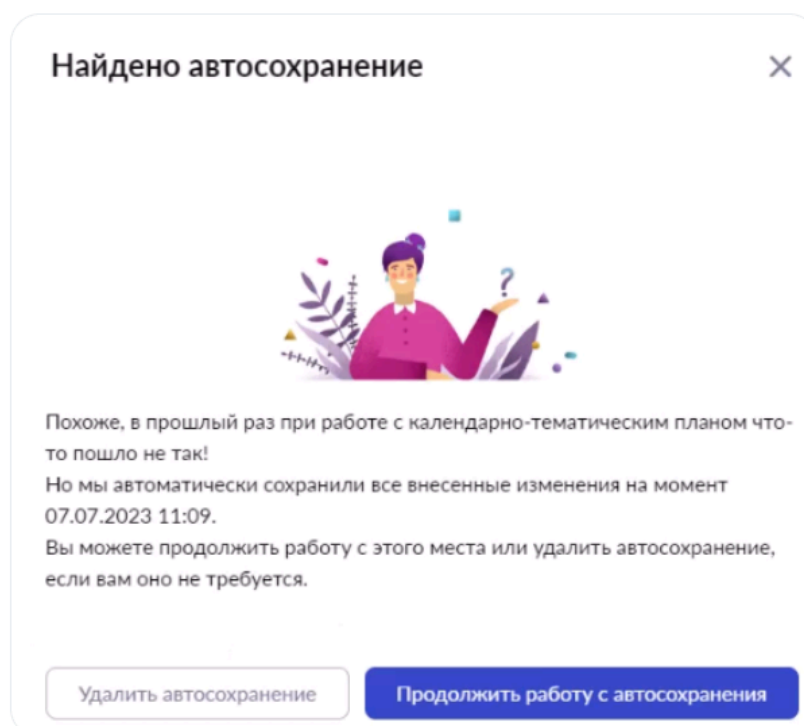 Найдено автосохранение
?
Похоже, в прошлый раз при работе с календарно-тематическим планом что-
то пошло не так!
Но мы автоматически сохранили все внесенные изменения на момент
07.07.2023 11:09.
Вы можете продолжить работу с этого места или удалить автосохранение,
если вам оно не требуется.
Удалить автосохранение
Продолжить работу с автосохранения